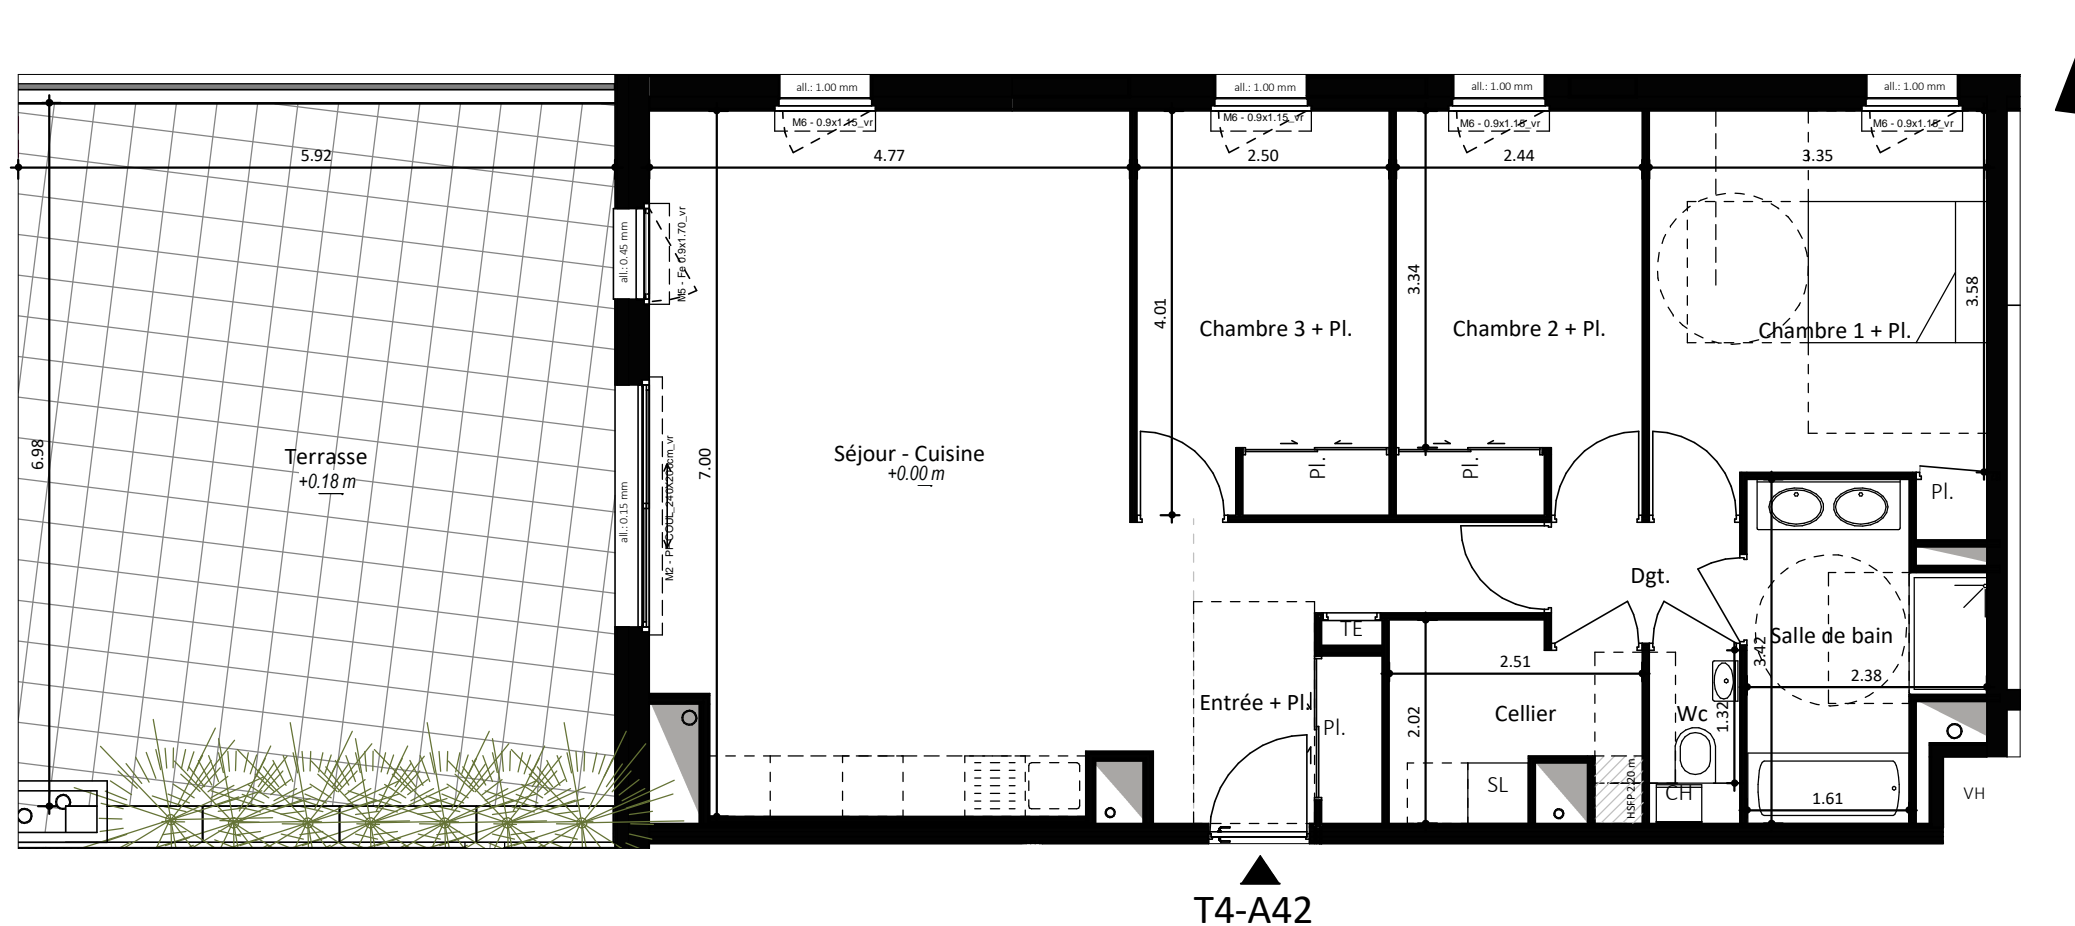 all.: 1.00 mm
all.: 1.00 mm
all.: 1.00 mm
all.: 1.00 mm
M6 - 0.9x1.15_vr
M6 - 0.9x1.15_vr
M6 - 0.9x1.15_vr
M6 - 0.9x1.15_vr
5.92
4.77
2.50
2.44
3.35
all.: 0.45 mm
M5 - Fe 0.9x1.70_vr
3.34
3.58
4.01
Chambre 3 + Pl.
Chambre 2 + Pl.
Chambre 1 + Pl.
6.98
Terrasse
+0.18 m
7.00
Séjour - Cuisine
+0.00 m
Pl.
Pl.
Pl.
all.: 0.15 mm
Dgt.
TE
3.42
Salle de bain
2.51
2.38
Entrée + Pl.
Pl.
2.02
Cellier
Wc
1.32
SL
HSFP 2.20 m
CH
1.61
VH
T4-A42